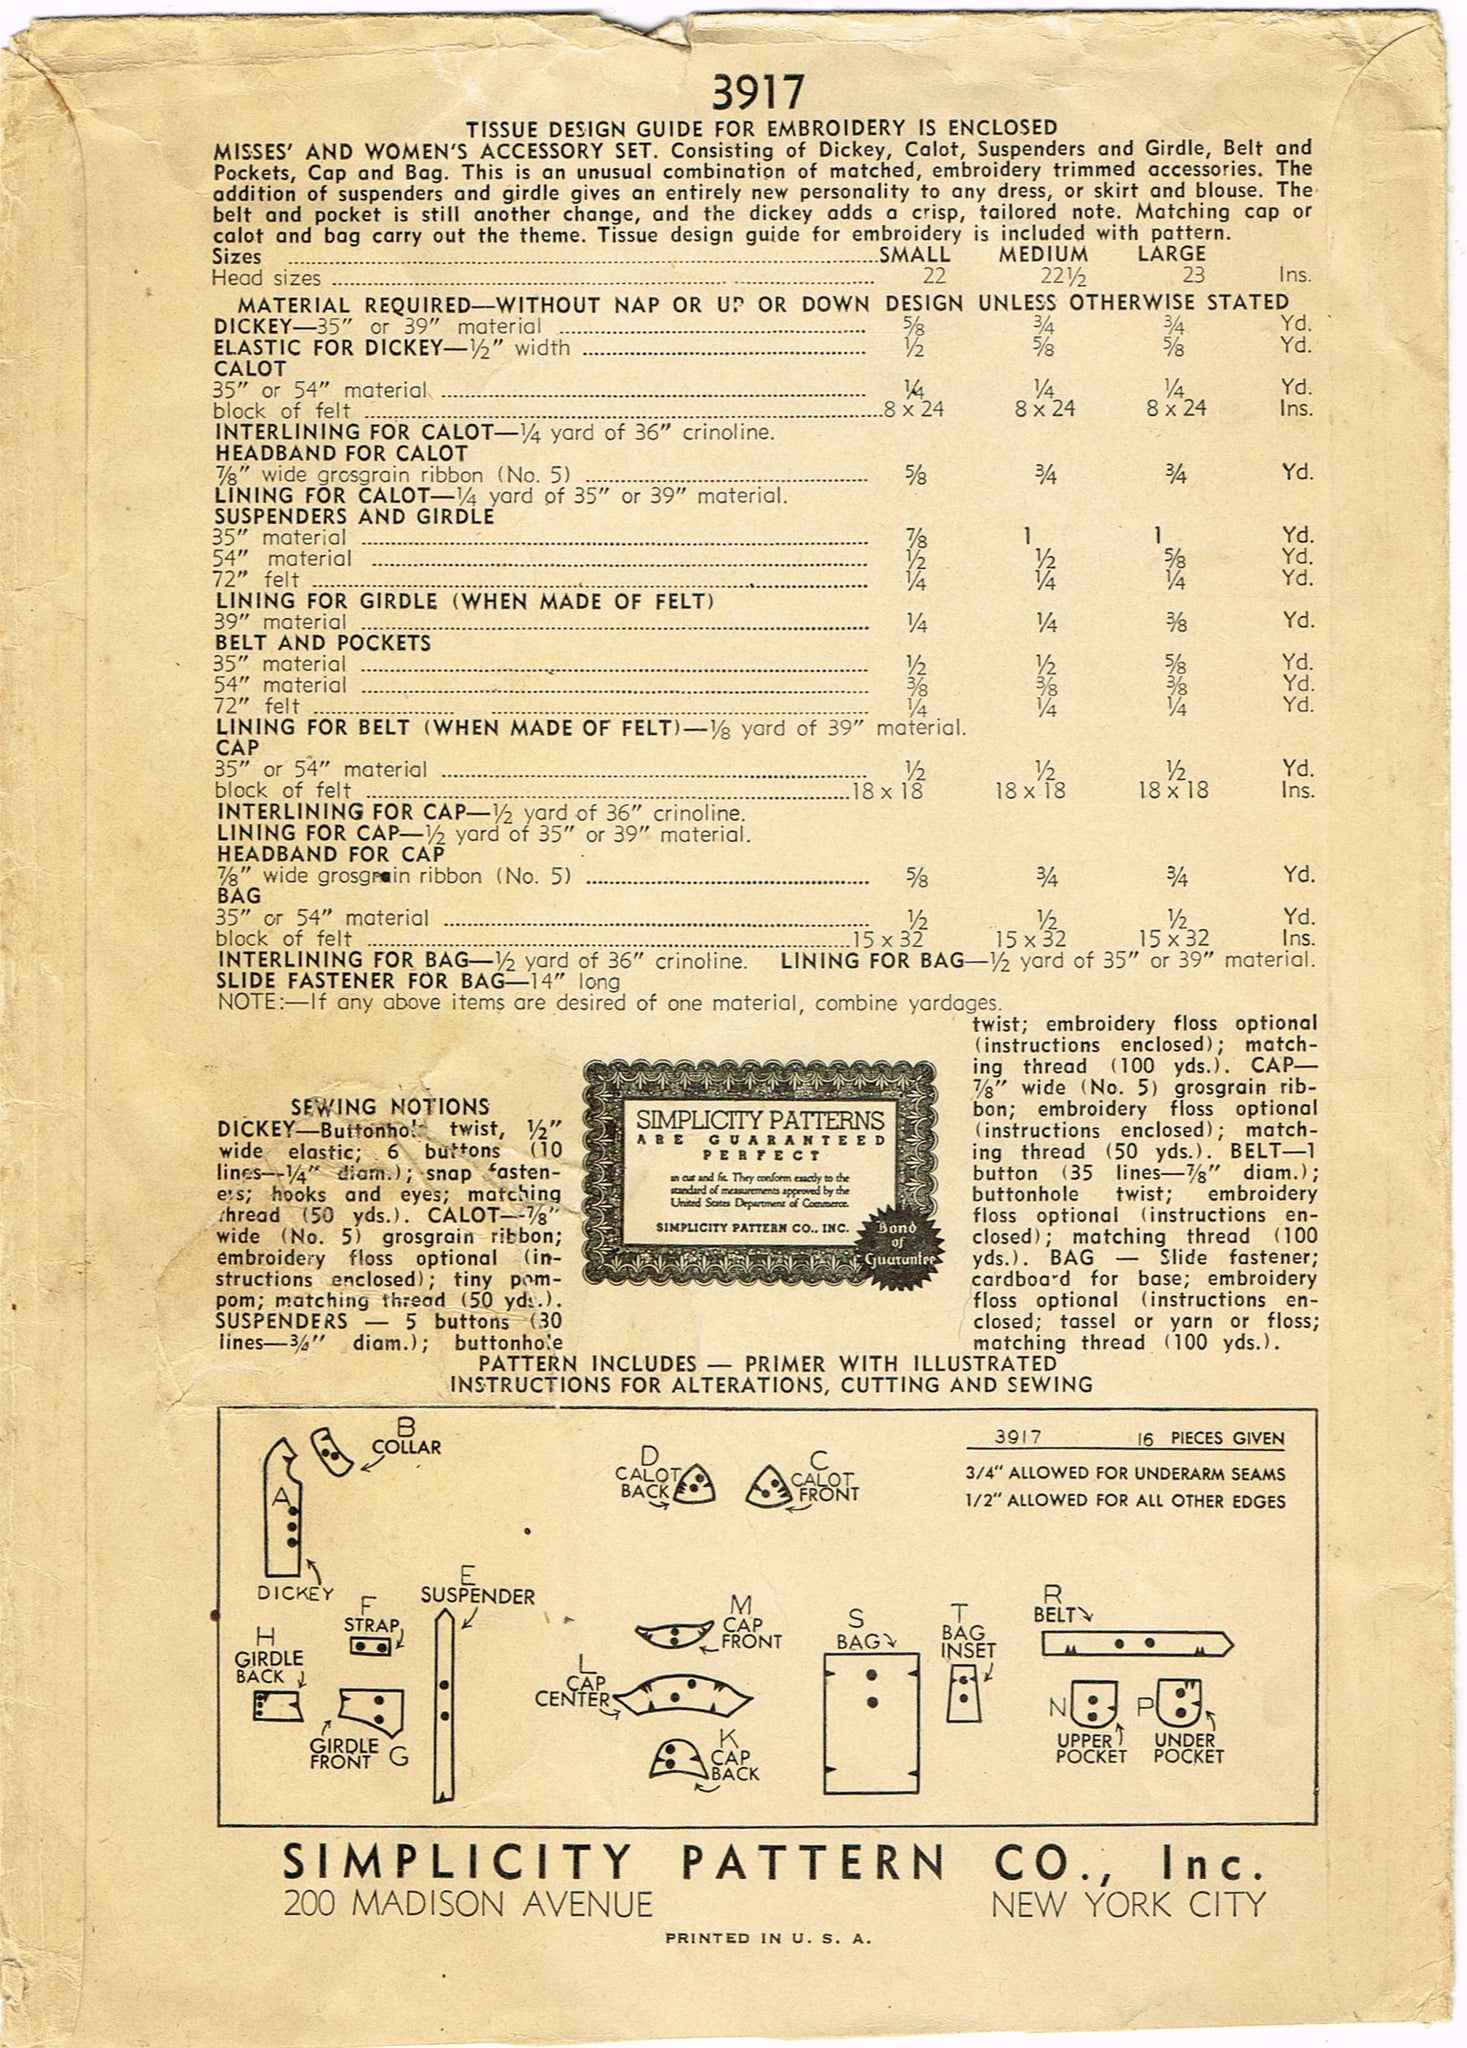 3917
TISSUE DESIGN GUIDE FOR EMBROIDERY IS ENCLOSED
MISSES' AND WOMEN'S ACCESSORY SET. Consisting of Dickey, Calot, Suspenders and Girdle, Belt and
Pockets, Cap and Bag. This is an unusual combination of matched, embroidery trimmed accessories. The
addition of suspenders and girdle gives an entirely new personality to any dress, or skirt and blouse. The
belt and pocket is still another change, and the dickey adds a crisp, tailored note. Matching cap or
calot and bag carry out the theme. Tissue design guide for embroidery is included with pattern.
Sizes SMALL MEDIUM LARGE
Head sizes 22 22½ 23 Ins.
MATERIAL REQUIRED—WITHOUT NAP OR UP OR DOWN DESIGN UNLESS OTHERWISE STATED
DICKEY—35" or 39" material ⅝ ¾ ¾ Yd.
ELASTIC FOR DICKEY—½" width ½ ⅝ ⅝ Yd.
CALOT
35" or 54" material ¼ ¼ ¼ Yd.
block of felt 8 x 24 8 x 24 8 x 24 Ins.
INTERLINING FOR CALOT—¼ yard of 36" crinoline.
HEADBAND FOR CALOT
⅞" wide grosgrain ribbon (No. 5) ⅝ ¾ ¾ Yd.
LINING FOR CALOT—¼ yard of 35" or 39" material.
SUSPENDERS AND GIRDLE
35" material ⅞ 1 1 Yd.
54" material ½ ½ ⅝ Yd.
72" felt ¼ ¼ ¼ Yd.
LINING FOR GIRDLE (WHEN MADE OF FELT)
39" material ¼ ¼ ⅜ Yd.
BELT AND POCKETS
35" material ½ ½ ⅝ Yd.
54" material ⅜ ⅜ ⅜ Yd.
72" felt ¼ ¼ ¼ Yd.
LINING FOR BELT (WHEN MADE OF FELT)—⅛ yard of 39" material.
CAP
35" or 54" material ½ ½ ½ Yd.
block of felt 18 x 18 18 x 18 18 x 18 Ins.
INTERLINING FOR CAP—½ yard of 36" crinoline.
LINING FOR CAP—½ yard of 35" or 39" material.
HEADBAND FOR CAP
⅞" wide grosgrain ribbon (No. 5) ⅝ ¾ ¾ Yd.
BAG
35" or 54" material ½ ½ ½ Yd.
block of felt 15 x 32 15 x 32 15 x 32 Ins.
INTERLINING FOR BAG—½ yard of 36" crinoline. LINING FOR BAG—½ yard of 35" or 39" material.
SLIDE FASTENER FOR BAG—14" long
NOTE:—If any above items are desired of one material, combine yardages.
SEWING NOTIONS
DICKEY—Buttonhole twist, ½"
wide elastic; 6 buttons (10
lines—¼" diam.); snap fasten-
ers; hooks and eyes; matching
thread (50 yds.). CALOT—⅞"
wide (No. 5) grosgrain ribbon;
embroidery floss optional (in-
structions enclosed); tiny pom-
pom; matching thread (50 yds.).
SUSPENDERS — 5 buttons (30
lines—¾" diam.); buttonhole
twist; embroidery floss optional
(instructions enclosed); match-
ing thread (100 yds.). CAP—
⅞" wide (No. 5) grosgrain rib-
bon; embroidery floss optional
(instructions enclosed); match-
ing thread (50 yds.). BELT—1
button (35 lines—⅞" diam.);
buttonhole twist; embroidery
floss optional (instructions en-
closed); matching thread (100
yds.). BAG — Slide fastener;
cardboard for base; embroidery
floss optional (instructions en-
closed; tassel or yarn or floss;
matching thread (100 yds.).
SIMPLICITY PATTERNS
ARE GUARANTEED
PERFECT
in cut and fit. They conform exactly to the
standard of measurements approved by the
United States Department of Commerce.
SIMPLICITY PATTERN CO., INC.
Bond
of
Guarantee
PATTERN INCLUDES — PRIMER WITH ILLUSTRATED
INSTRUCTIONS FOR ALTERATIONS, CUTTING AND SEWING
3917 16 PIECES GIVEN
3/4" ALLOWED FOR UNDERARM SEAMS
1/2" ALLOWED FOR ALL OTHER EDGES
A
DICKEY
B
COLLAR
D
CALOT
BACK
C
CALOT
FRONT
E
SUSPENDER
F
STRAP
H
GIRDLE
BACK
GIRDLE
FRONT G
M
CAP
FRONT
L
CAP
CENTER
K
CAP
BACK
S
BAG
T
BAG
INSET
R
BELT
N
UPPER
POCKET
P
UNDER
POCKET
SIMPLICITY PATTERN CO., Inc.
200 MADISON AVENUE NEW YORK CITY
PRINTED IN U. S. A.